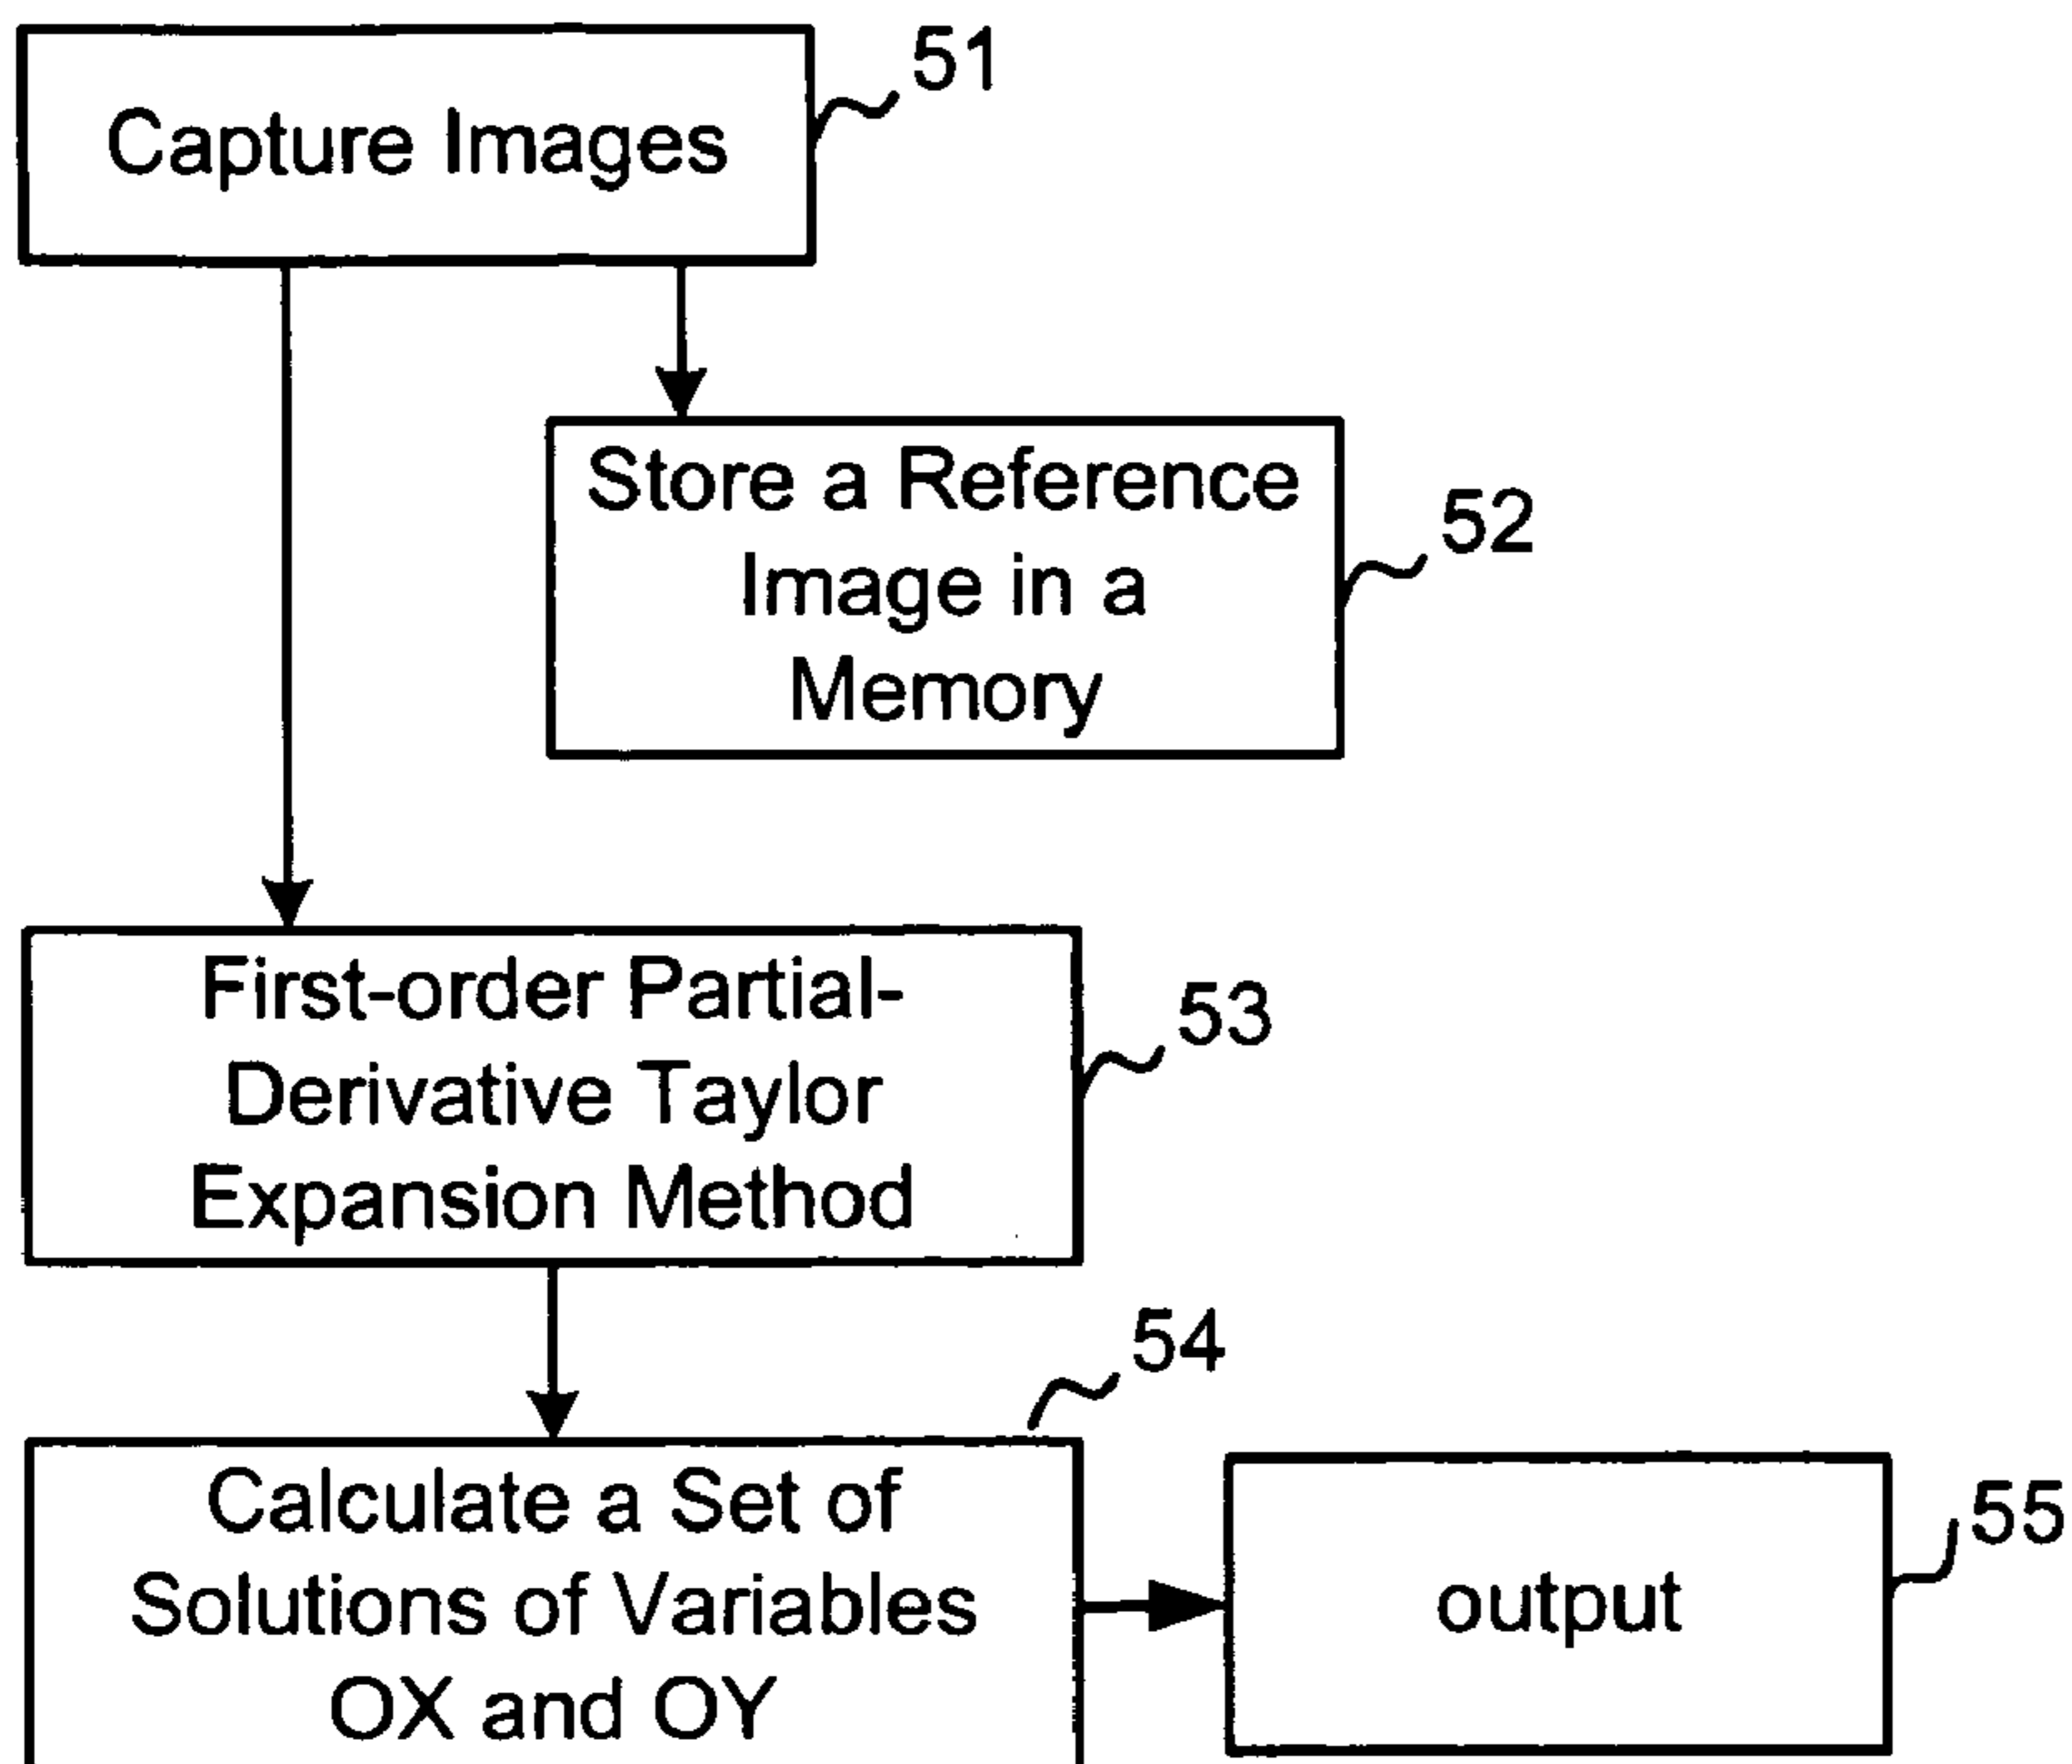 51
Capture Images
Store a Reference
Image in a
Memory
52
First-order Partial-
Derivative Taylor
Expansion Method
53
54
Calculate a Set of
Solutions of Variables
OX and OY
output
55